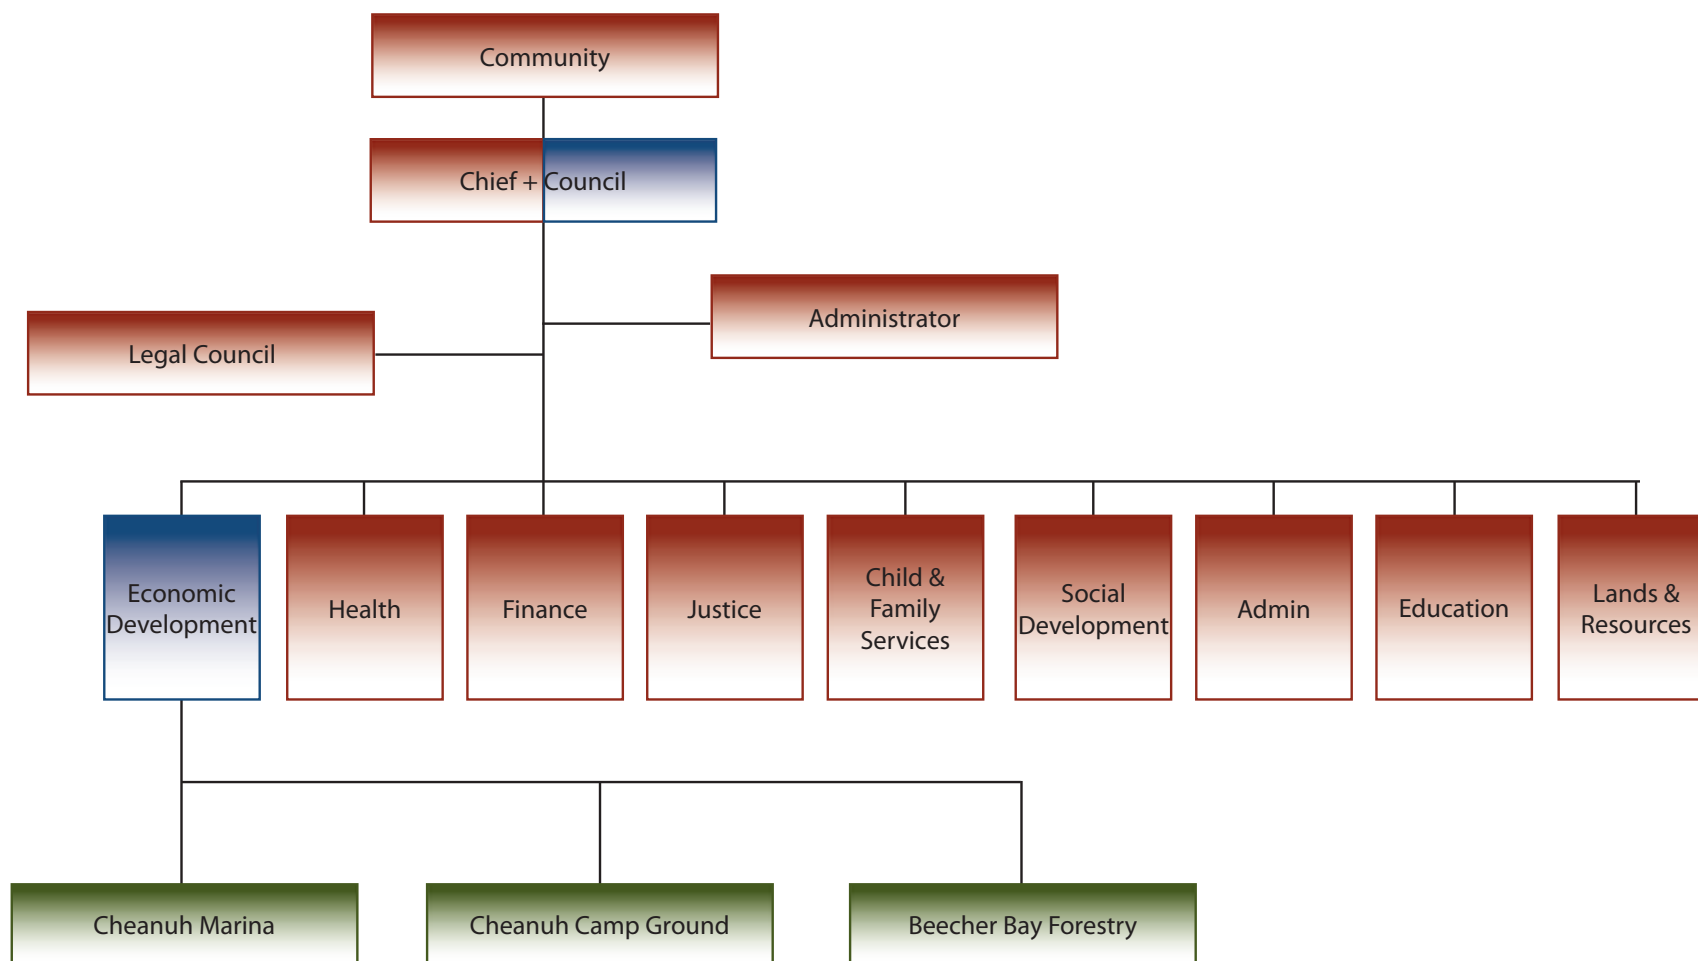 Community
Chief + Council
Administrator
Legal Council
Economic
Development
Health
Finance
Justice
Child &
Family
Services
Social
Development
Admin
Education
Lands &
Resources
Cheanuh Marina
Cheanuh Camp Ground
Beecher Bay Forestry